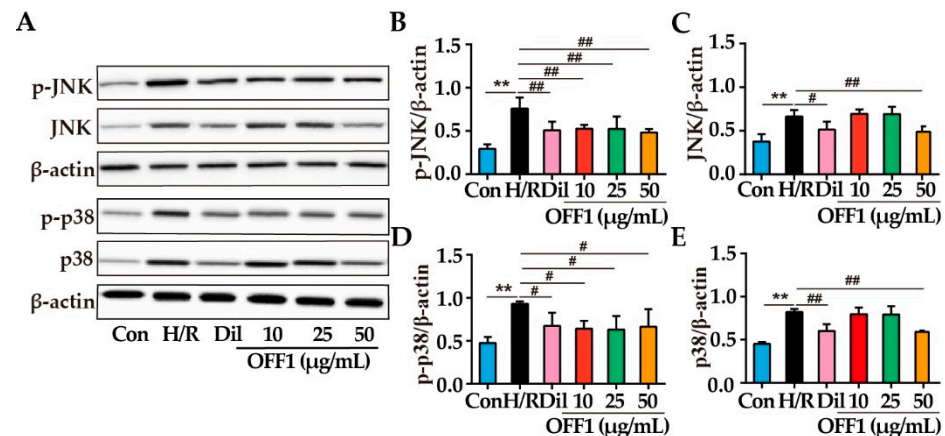 A
p-JNK
JNK
β-actin
p-p38
p38
β-actin
Con H/R Dil 10 25 50
OFF1 (μg/mL)
B
p-JNK/β-actin
1.5
1.0
0.5
0.0
** ## ## ## ##
Con H/R Dil 10 25 50
OFF1 (μg/mL)
C
JNK/β-actin
1.5
1.0
0.5
0.0
** # ##
Con H/R Dil 10 25 50
OFF1 (μg/mL)
D
p-p38/β-actin
1.5
1.0
0.5
0.0
** # # # #
Con H/R Dil 10 25 50
OFF1 (μg/mL)
E
p38/β-actin
1.5
1.0
0.5
0.0
** ## ##
Con H/R Dil 10 25 50
OFF1 (μg/mL)